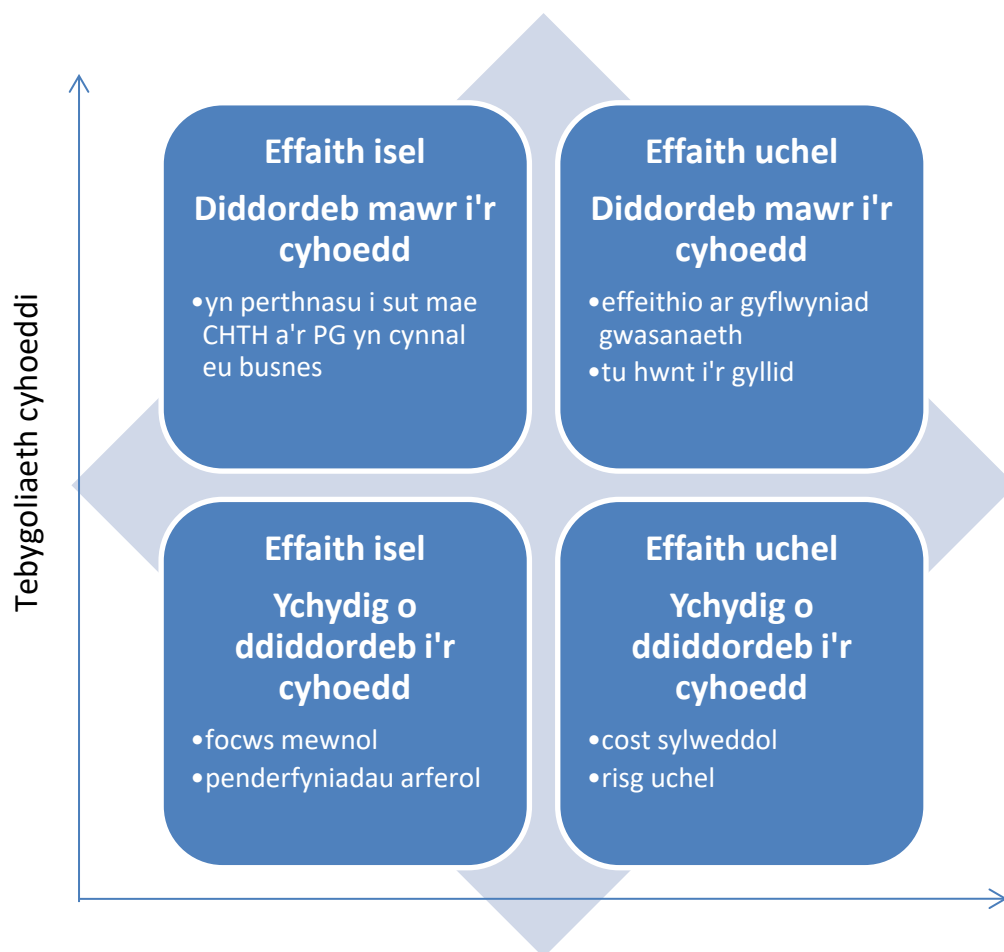 Tebygoliaeth cyhoeddi
Effaith isel
Diddordeb mawr i'r
cyhoedd
•yn perthnasu i sut mae
CHTH a'r PG yn cynnal
eu busnes
Effaith uchel
Diddordeb mawr i'r
cyhoedd
•effeithio ar gyflwyniad
gwasanaeth
•tu hwnt i'r gyllid
Effaith isel
Ychydig o
ddiddordeb i'r
cyhoedd
•focws mewnol
•penderfyniadau arferol
Effaith uchel
Ychydig o
ddiddordeb i'r
cyhoedd
•cost sylweddol
•risg uchel